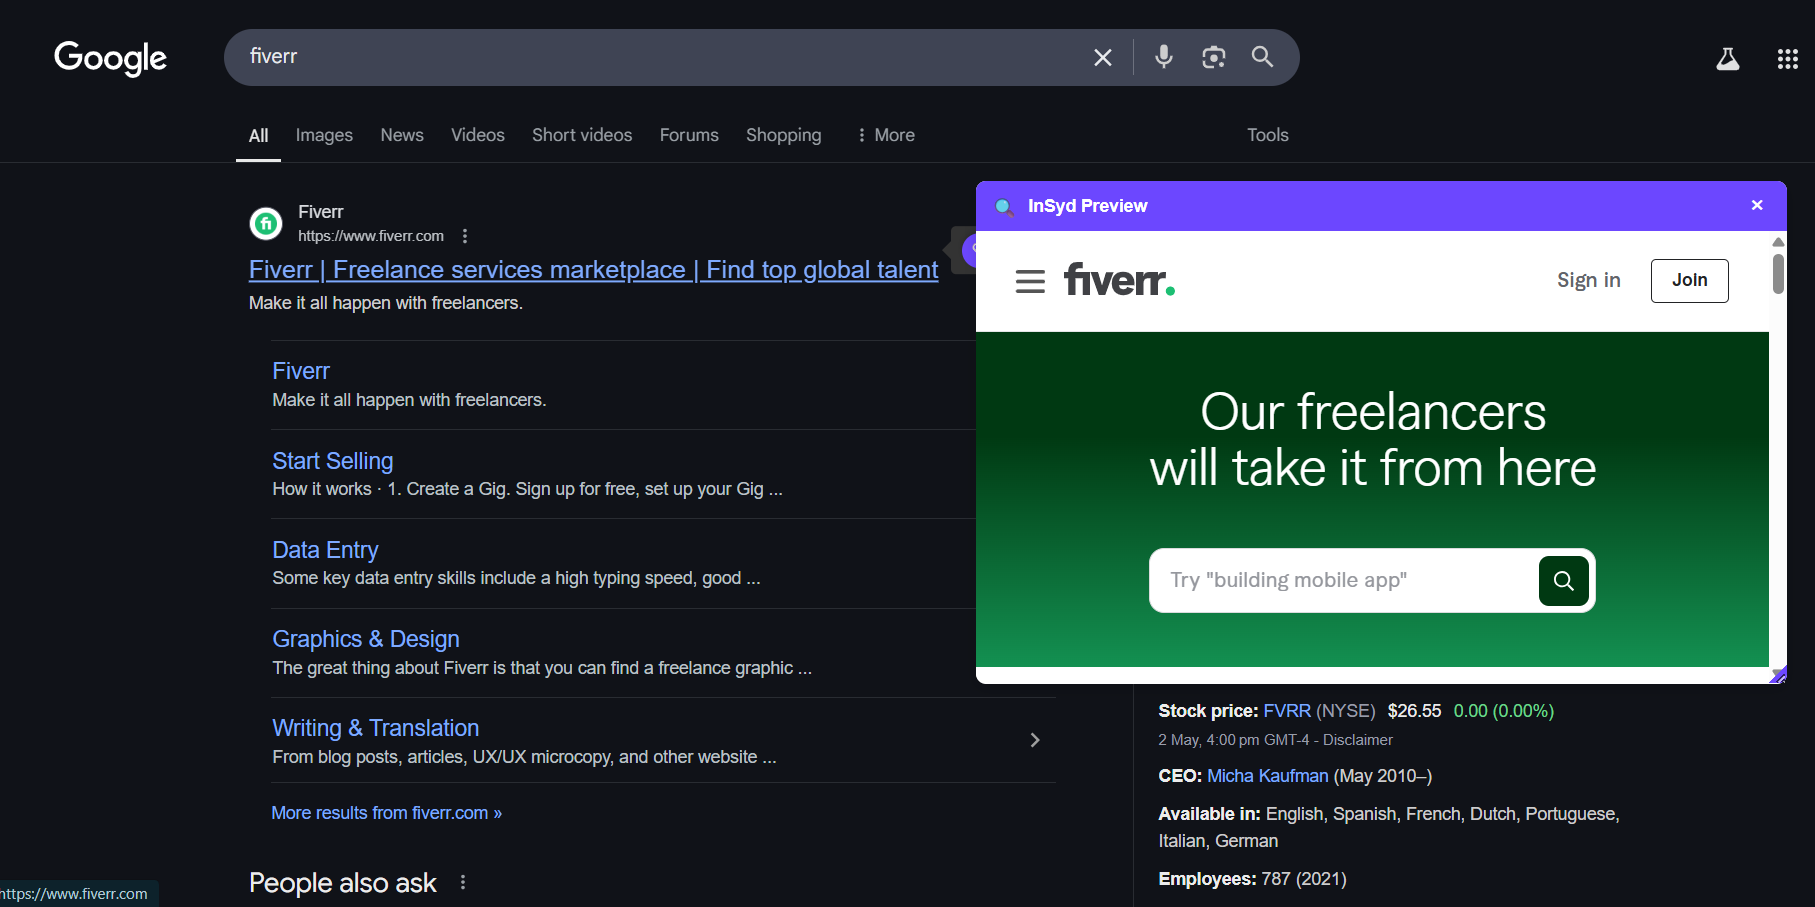 Google
fiverr
All
Images
News
Videos
Short videos
Forums
Shopping
More
Tools
Fiverr
https://www.fiverr.com
Fiverr | Freelance services marketplace | Find top global talent
Make it all happen with freelancers.
Fiverr
Make it all happen with freelancers.
Start Selling
How it works · 1. Create a Gig. Sign up for free, set up your Gig ...
Data Entry
Some key data entry skills include a high typing speed, good ...
Graphics & Design
The great thing about Fiverr is that you can find a freelance graphic ...
Writing & Translation
From blog posts, articles, UX/UX microcopy, and other website ...
More results from fiverr.com »
People also ask
https://www.fiverr.com
InSyd Preview
fiverr.
Sign in
Join
Our freelancers
will take it from here
Try "building mobile app"
Stock price: FVRR (NYSE) $26.55 0.00 (0.00%)
2 May, 4:00 pm GMT-4 - Disclaimer
CEO: Micha Kaufman (May 2010–)
Available in: English, Spanish, French, Dutch, Portuguese,
Italian, German
Employees: 787 (2021)